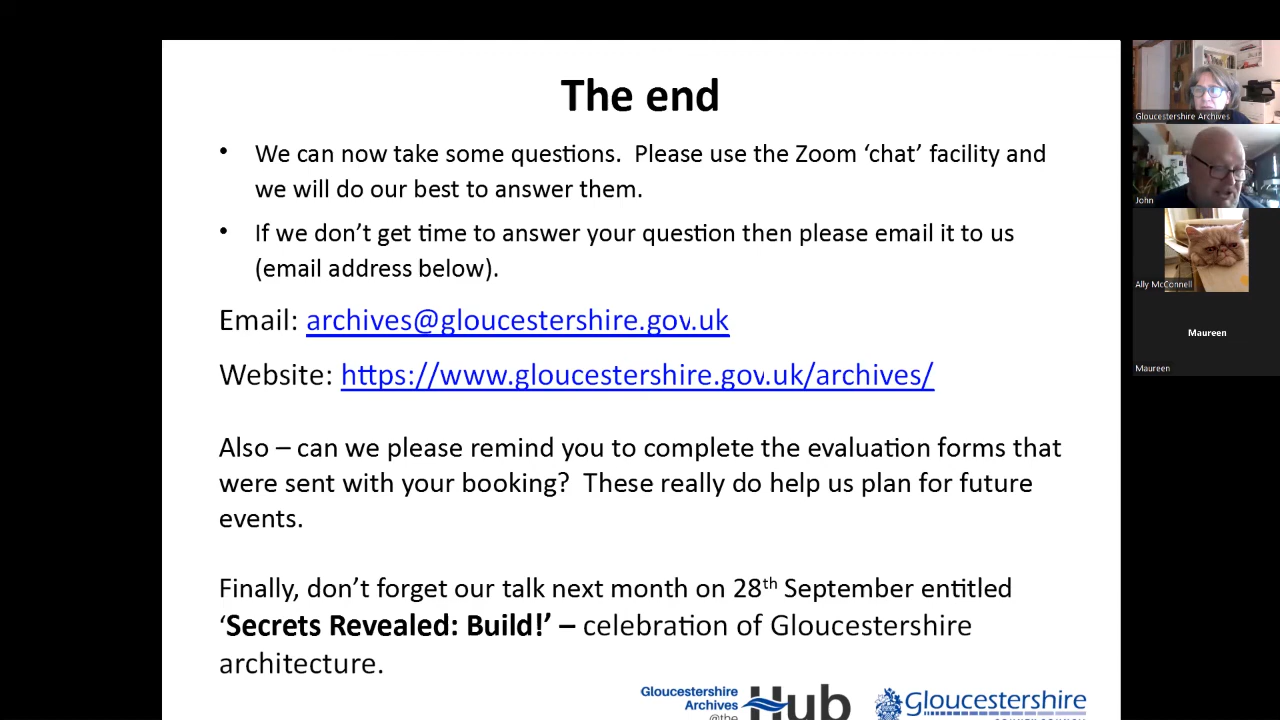 The end
• We can now take some questions.  Please use the Zoom ‘chat’ facility and
we will do our best to answer them.
• If we don’t get time to answer your question then please email it to us
(email address below).
Email: archives@gloucestershire.gov.uk
Website: https://www.gloucestershire.gov.uk/archives/
Also – can we please remind you to complete the evaluation forms that
were sent with your booking?  These really do help us plan for future
events.
Finally, don’t forget our talk next month on 28th September entitled
‘Secrets Revealed: Build!’ – celebration of Gloucestershire
architecture.
Gloucestershire
Archives
@the
Hub
Gloucestershire
COUNTY COUNCIL
Gloucestershire Archives
John
Ally McConnell
Maureen
Maureen